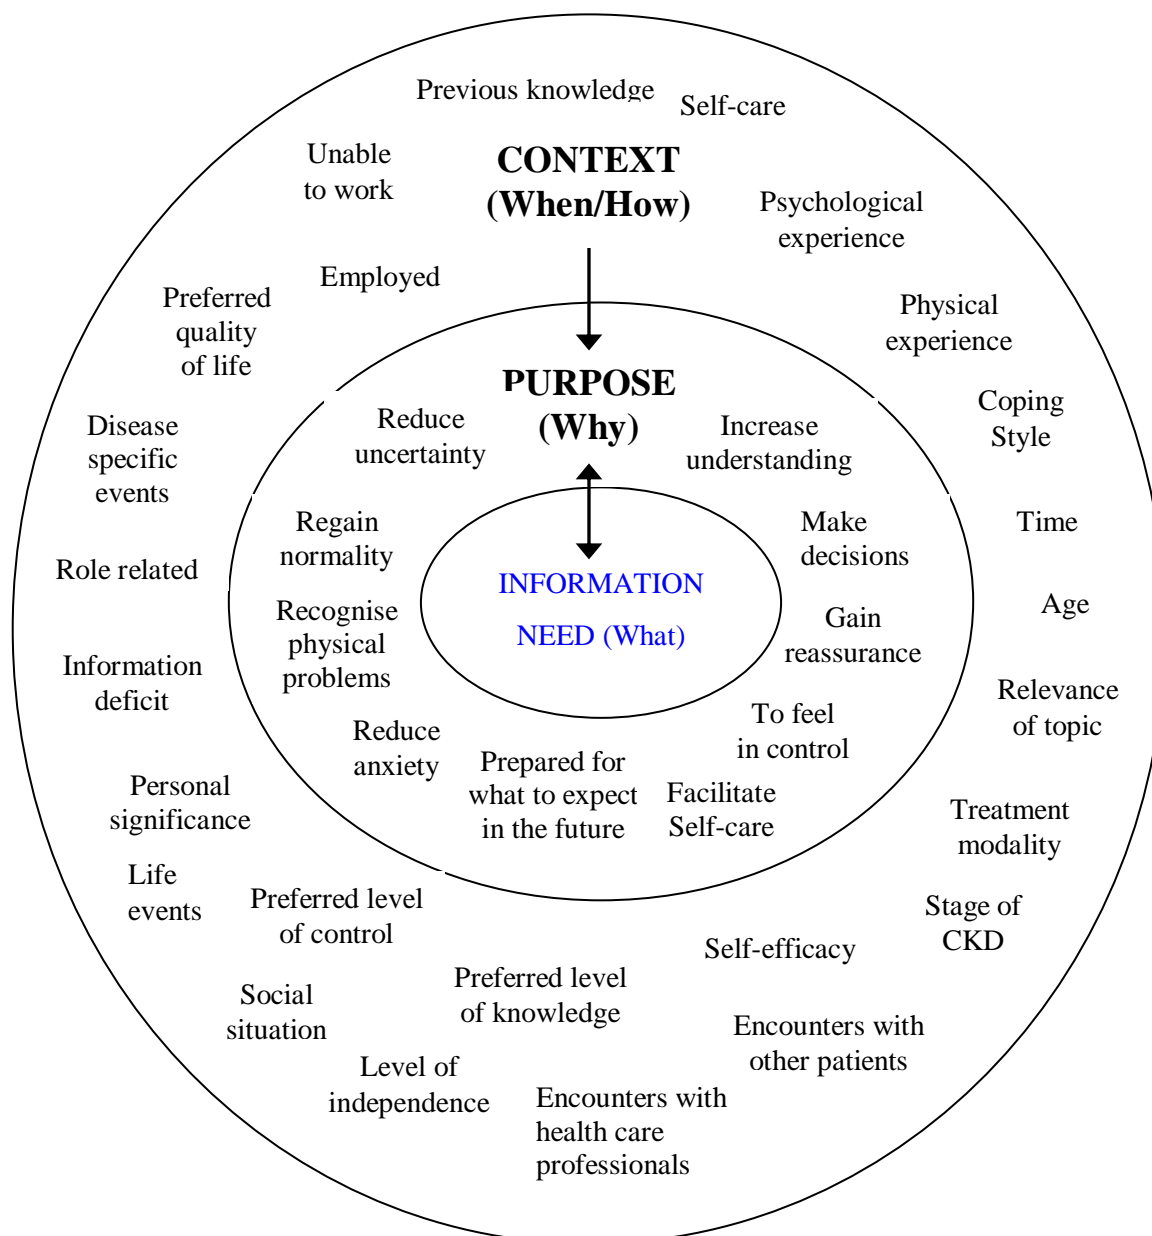 Previous knowledge
Self-care
CONTEXT
(When/How)
Unable
to work
Psychological
experience
Employed
Preferred
quality
of life
Physical
experience
PURPOSE
(Why)
Coping
Style
Disease
specific
events
Reduce
uncertainty
Increase
understanding
Regain
normality
Make
decisions
Time
Role related
INFORMATION
NEED (What)
Recognise
physical
problems
Gain
reassurance
Age
Information
deficit
Relevance
of topic
Reduce
anxiety
Prepared for
what to expect
in the future
To feel
in control
Facilitate
Self-care
Personal
significance
Treatment
modality
Life
events
Preferred level
of control
Stage of
CKD
Self-efficacy
Preferred level
of knowledge
Social
situation
Encounters with
other patients
Level of
independence
Encounters with
health care
professionals